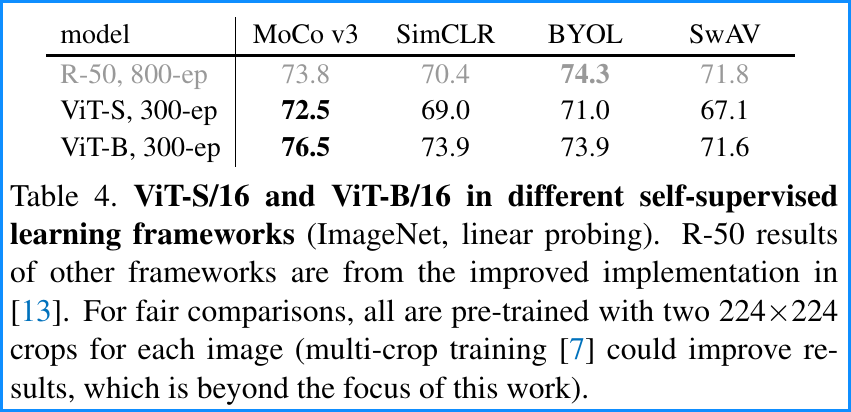 model MoCo v3 SimCLR BYOL SwAV
R-50, 800-ep 73.8 70.4 74.3 71.8
ViT-S, 300-ep 72.5 69.0 71.0 67.1
ViT-B, 300-ep 76.5 73.9 73.9 71.6
Table 4. ViT-S/16 and ViT-B/16 in different self-supervised
learning frameworks (ImageNet, linear probing). R-50 results
of other frameworks are from the improved implementation in
[13]. For fair comparisons, all are pre-trained with two 224×224
crops for each image (multi-crop training [7] could improve re-
sults, which is beyond the focus of this work).